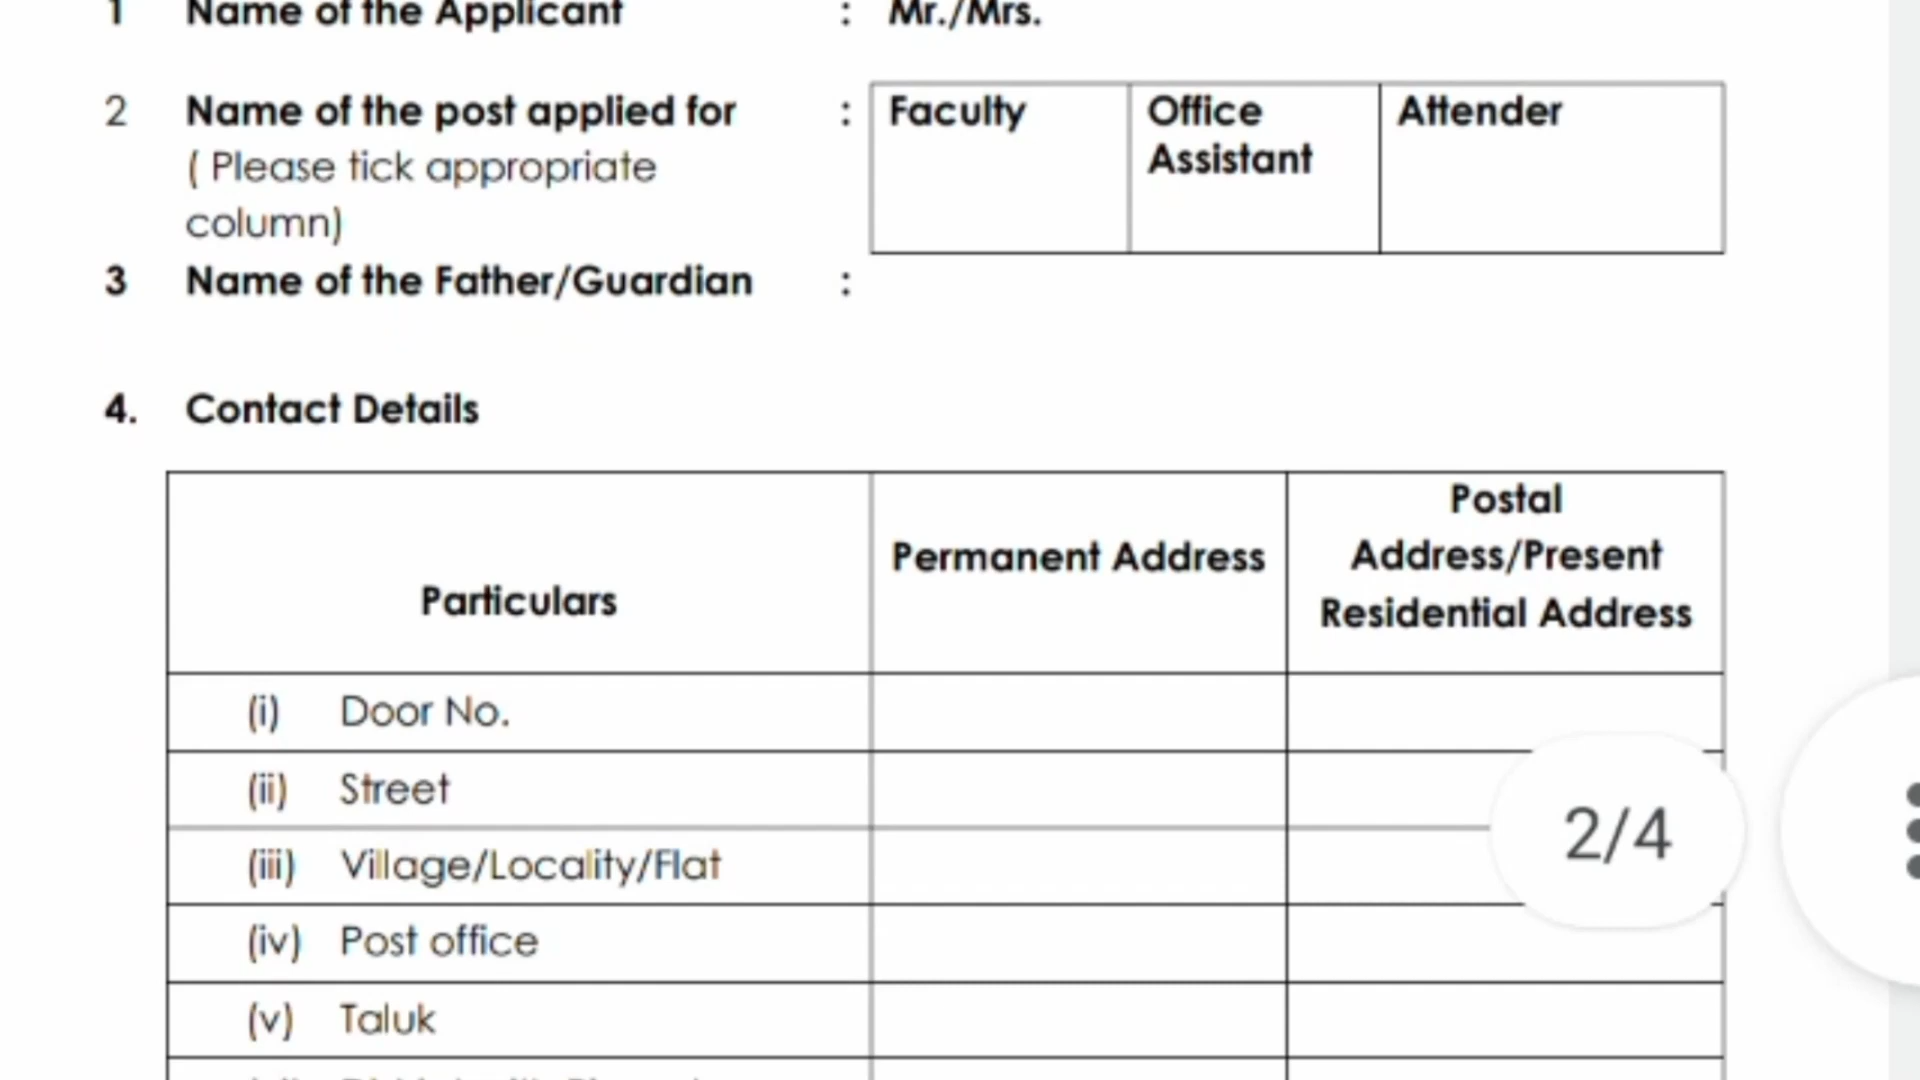 1 Name of the Applicant : Mr./Mrs.
2 Name of the post applied for : Faculty Office Attender
Assistant
( Please tick appropriate
column)
3 Name of the Father/Guardian :
4. Contact Details
Particulars Permanent Address Postal
Address/Present
Residential Address
(i) Door No.
(ii) Street
(iii) Village/Locality/Flat
2/4
(iv) Post office
(v) Taluk